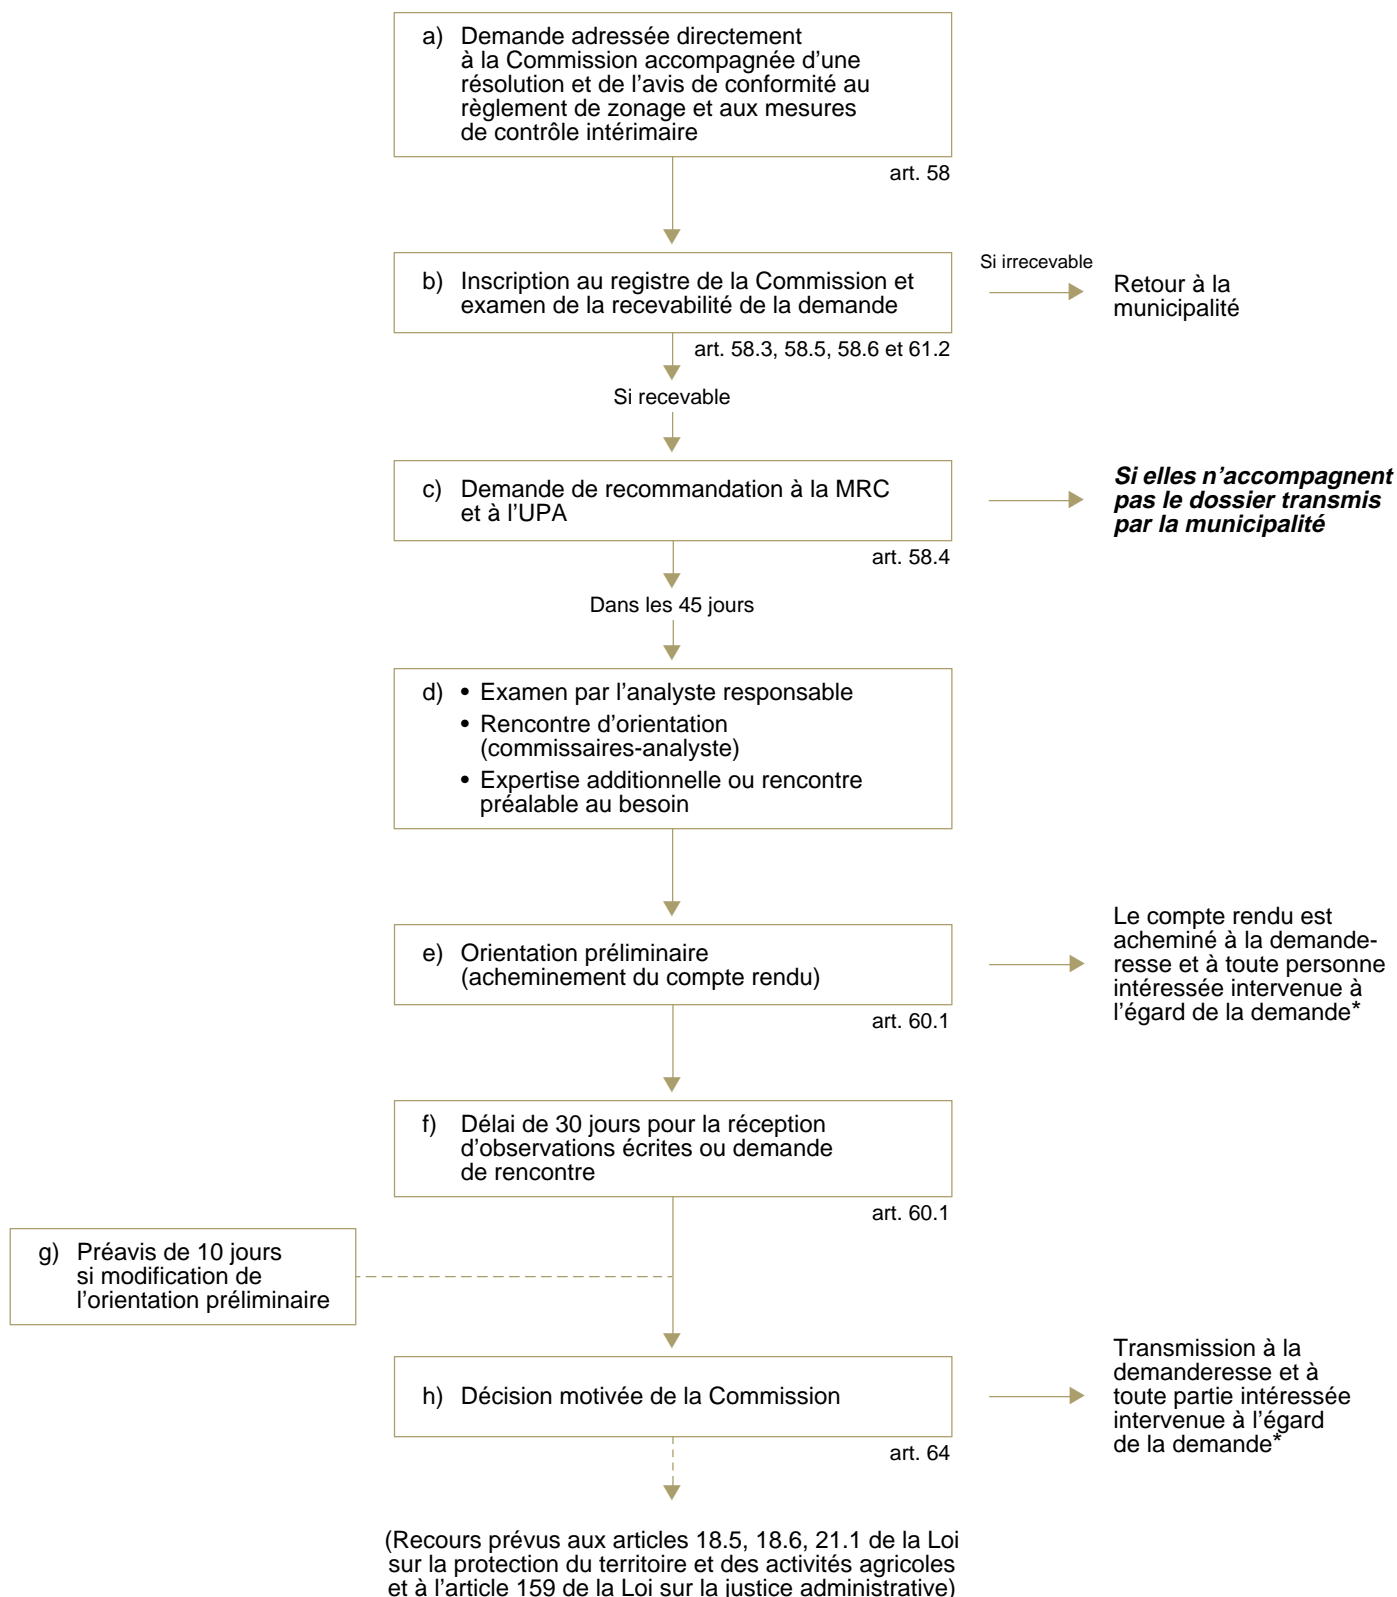 a) Demande adressée directement
à la Commission accompagnée d'une
résolution et de l'avis de conformité au
règlement de zonage et aux mesures
de contrôle intérimaire
art. 58
b) Inscription au registre de la Commission et
examen de la recevabilité de la demande
Si irrecevable
Retour à la
municipalité
art. 58.3, 58.5, 58.6 et 61.2
Si recevable
c) Demande de recommandation à la MRC
et à l'UPA
Si elles n'accompagnent
pas le dossier transmis
par la municipalité
art. 58.4
Dans les 45 jours
d) • Examen par l'analyste responsable
• Rencontre d'orientation
(commissaires-analyste)
• Expertise additionnelle ou rencontre
préalable au besoin
e) Orientation préliminaire
(acheminement du compte rendu)
Le compte rendu est
acheminé à la demande-
resse et à toute personne
intéressée intervenue à
l'égard de la demande*
art. 60.1
f) Délai de 30 jours pour la réception
d'observations écrites ou demande
de rencontre
art. 60.1
g) Préavis de 10 jours
si modification de
l'orientation préliminaire
h) Décision motivée de la Commission
Transmission à la
demanderesse et à
toute partie intéressée
intervenue à l'égard
de la demande*
art. 64
(Recours prévus aux articles 18.5, 18.6, 21.1 de la Loi
sur la protection du territoire et des activités agricoles
et à l'article 159 de la Loi sur la justice administrative)